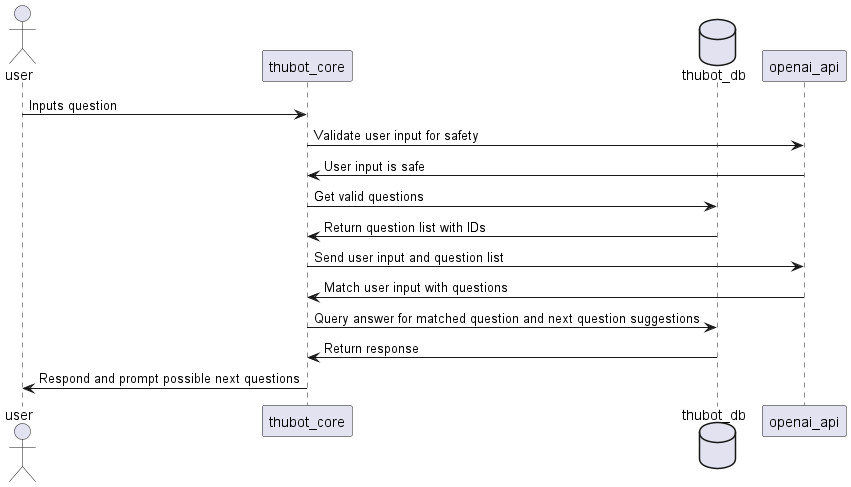 user
thubot_core
thubot_db
openai_api
Inputs question
Validate user input for safety
User input is safe
Get valid questions
Return question list with IDs
Send user input and question list
Match user input with questions
Query answer for matched question and next question suggestions
Return response
Respond and prompt possible next questions
user
thubot_core
thubot_db
openai_api